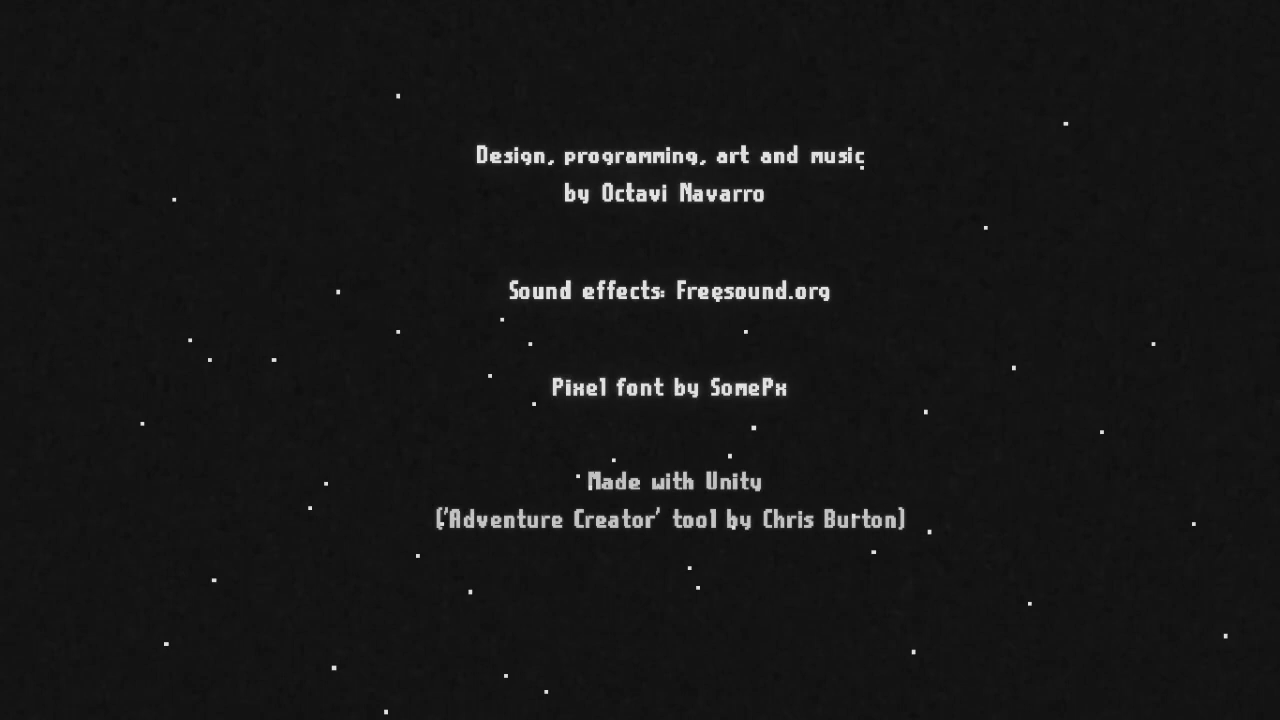 Design, programming, art and music
by Octavi Navarro
Sound effects: Freesound.org
Pixel font by SomePx
Made with Unity
('Adventure Creator' tool by Chris Burton)